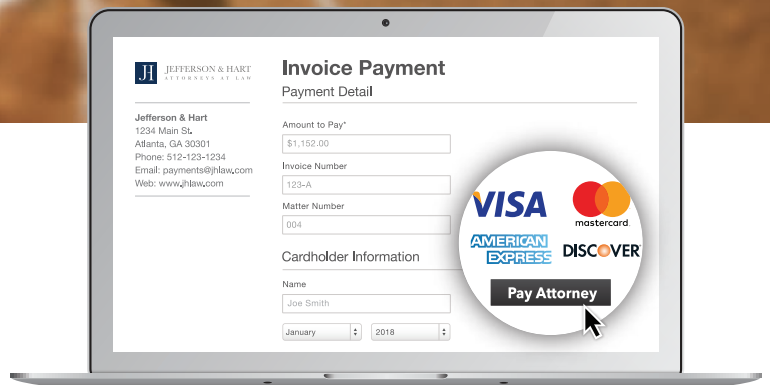 JH JEFFERSON & HART
ATTORNEYS AT LAW
Jefferson & Hart
1234 Main St.
Atlanta, GA 30301
Phone: 512-123-1234
Email: payments@jhlaw.com
Web: www.jhlaw.com
Invoice Payment
Payment Detail
Amount to Pay*
$1,152.00
Invoice Number
123-A
Matter Number
004
Cardholder Information
Name
Joe Smith
January 2018
VISA
mastercard.
AMERICAN
EXPRESS
DISCOVER
Pay Attorney